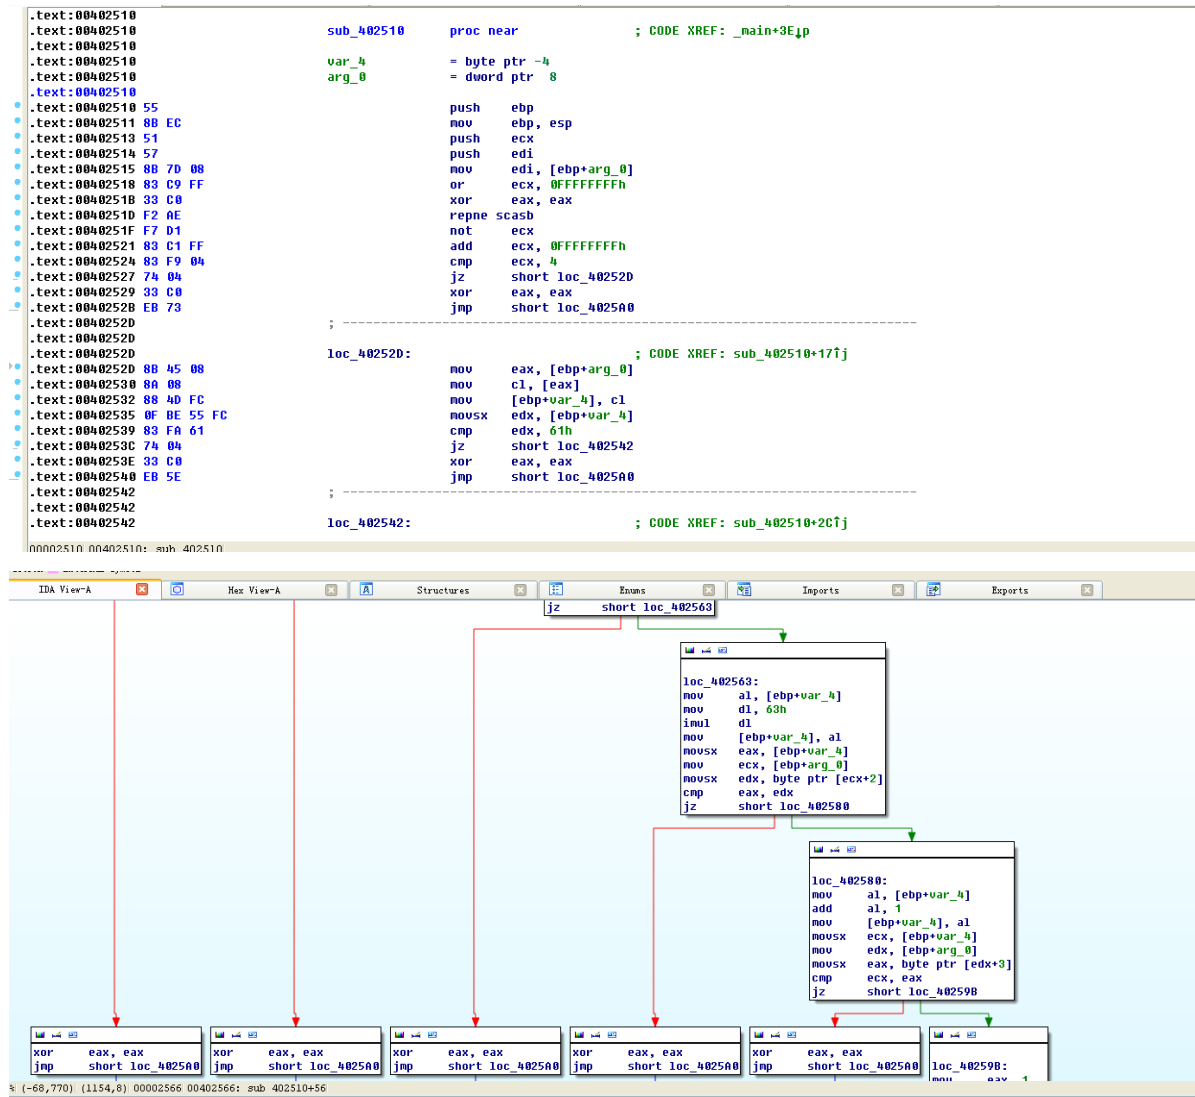 .text:00402510
.text:00402510 sub_402510 proc near ; CODE XREF: _main+3E↓p
.text:00402510
.text:00402510 var_4 = byte ptr -4
.text:00402510 arg_0 = dword ptr 8
.text:00402510
.text:00402510 55 push ebp
.text:00402511 8B EC mov ebp, esp
.text:00402513 51 push ecx
.text:00402514 57 push edi
.text:00402515 8B 7D 08 mov edi, [ebp+arg_0]
.text:00402518 83 C9 FF or ecx, 0FFFFFFFFh
.text:0040251B 33 C0 xor eax, eax
.text:0040251D F2 AE repne scasb
.text:0040251F F7 D1 not ecx
.text:00402521 83 C1 FF add ecx, 0FFFFFFFFh
.text:00402524 83 F9 04 cmp ecx, 4
.text:00402527 74 04 jz short loc_40252D
.text:00402529 33 C0 xor eax, eax
.text:0040252B EB 73 jmp short loc_4025A0
.text:0040252D ; ---------------------------------------------------------------------------
.text:0040252D
.text:0040252D loc_40252D: ; CODE XREF: sub_402510+17↑j
.text:0040252D 8B 45 08 mov eax, [ebp+arg_0]
.text:00402530 8A 08 mov cl, [eax]
.text:00402532 88 4D FC mov [ebp+var_4], cl
.text:00402535 0F BE 55 FC movsx edx, [ebp+var_4]
.text:00402539 83 FA 61 cmp edx, 61h
.text:0040253C 74 04 jz short loc_402542
.text:0040253E 33 C0 xor eax, eax
.text:00402540 EB 5E jmp short loc_4025A0
.text:00402542 ; ---------------------------------------------------------------------------
.text:00402542
.text:00402542 loc_402542: ; CODE XREF: sub_402510+2C↑j
00002510 00402510: sub_402510
IDA View-A Hex View-A Structures Enums Imports Exports
jz short loc_402563
loc_402563:
mov al, [ebp+var_4]
mov dl, 63h
imul dl
mov [ebp+var_4], al
movsx eax, [ebp+var_4]
mov ecx, [ebp+arg_0]
movsx edx, byte ptr [ecx+2]
cmp eax, edx
jz short loc_402580
loc_402580:
mov al, [ebp+var_4]
add al, 1
mov [ebp+var_4], al
movsx ecx, [ebp+var_4]
mov edx, [ebp+arg_0]
movsx eax, byte ptr [edx+3]
cmp ecx, eax
jz short loc_40259B
xor eax, eax
jmp short loc_4025A0
xor eax, eax
jmp short loc_4025A0
xor eax, eax
jmp short loc_4025A0
xor eax, eax
jmp short loc_4025A0
xor eax, eax
jmp short loc_4025A0
loc_40259B:
mov eax, 1
(-68,770) (1154,8) 00002566 00402566: sub_402510+56